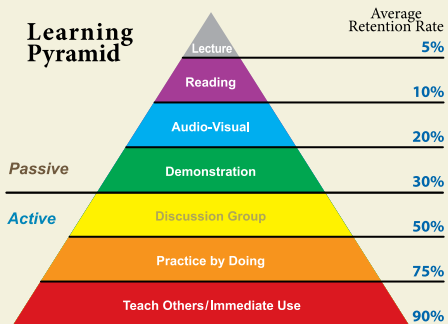 Learning
Pyramid
Average
Retention Rate
Lecture
5%
Reading
10%
Audio-Visual
20%
Passive
Demonstration
30%
Active
Discussion Group
50%
Practice by Doing
75%
Teach Others/Immediate Use
90%